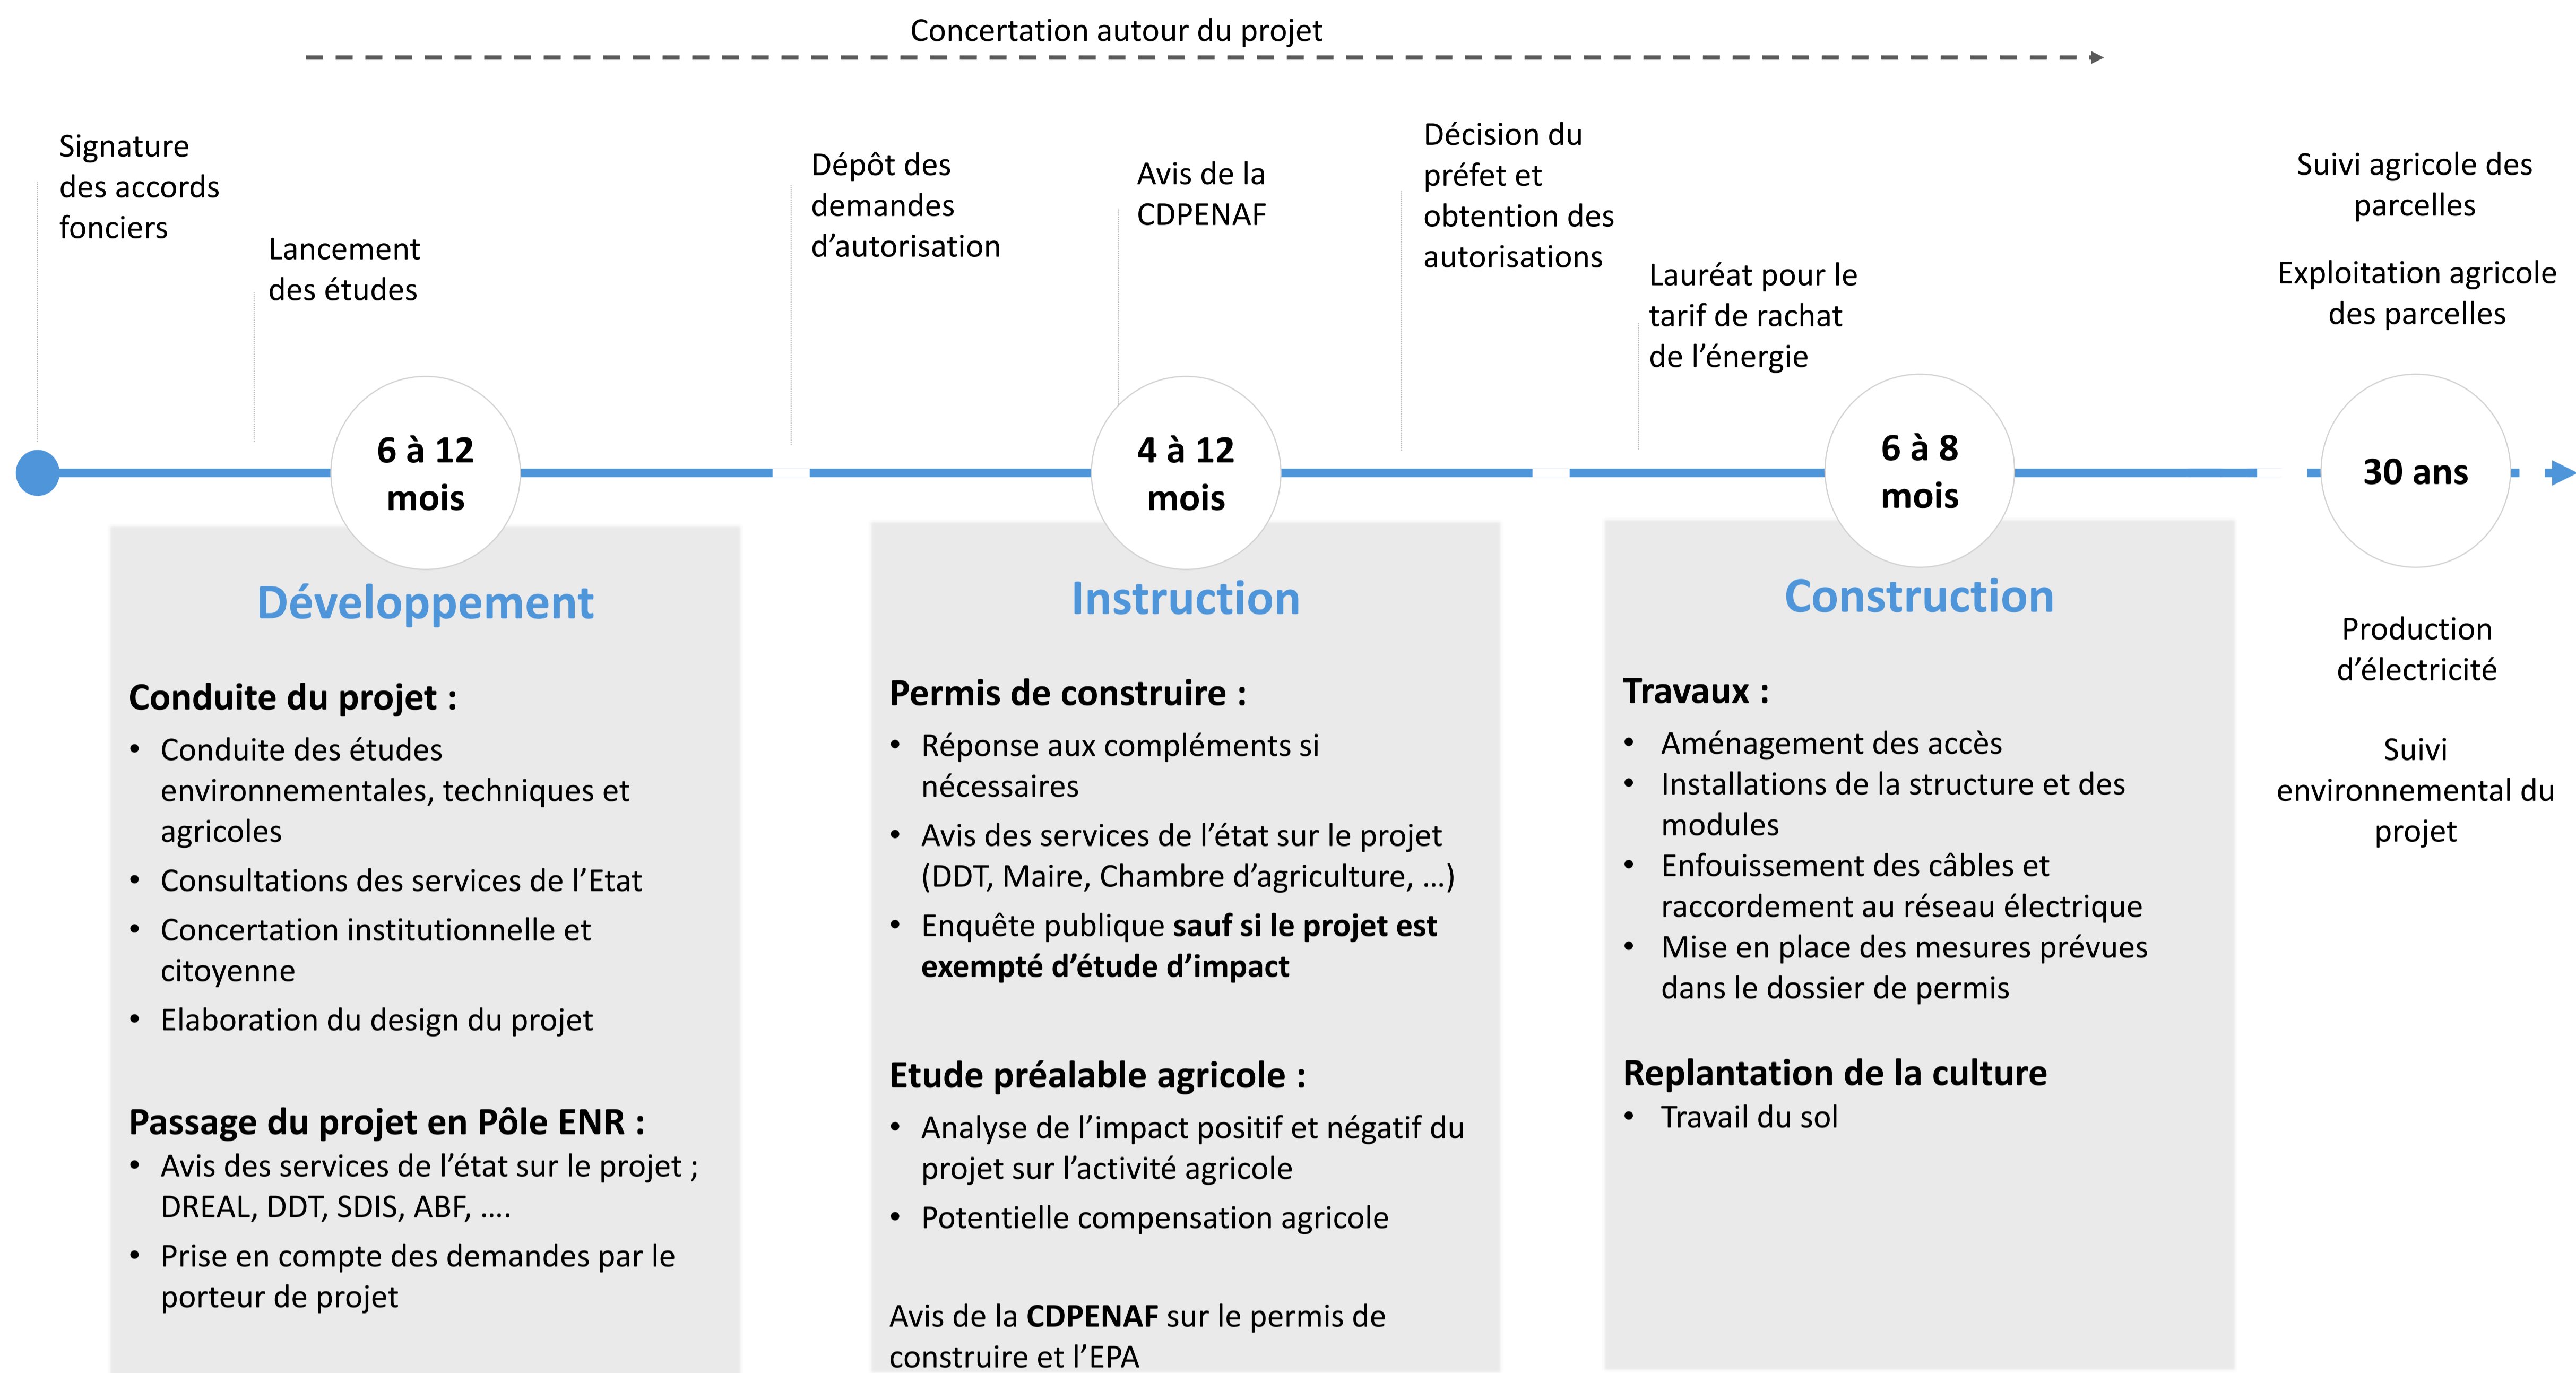 Concertation autour du projet
Signature
des accords
fonciers
Lancement
des études
Dépôt des
demandes
d’autorisation
Avis de la
CDPENAF
Décision du
préfet et
obtention des
autorisations
Lauréat pour le
tarif de rachat
de l’énergie
Suivi agricole des
parcelles
Exploitation agricole
des parcelles
6 à 12
mois
4 à 12
mois
6 à 8
mois
30 ans
Développement
Conduite du projet :
• Conduite des études
environnementales, techniques et
agricoles
• Consultations des services de l’Etat
• Concertation institutionnelle et
citoyenne
• Elaboration du design du projet
Passage du projet en Pôle ENR :
• Avis des services de l’état sur le projet ;
DREAL, DDT, SDIS, ABF, ....
• Prise en compte des demandes par le
porteur de projet
Instruction
Permis de construire :
• Réponse aux compléments si
nécessaires
• Avis des services de l’état sur le projet
(DDT, Maire, Chambre d’agriculture, ...)
• Enquête publique sauf si le projet est
exempté d’étude d’impact
Etude préalable agricole :
• Analyse de l’impact positif et négatif du
projet sur l’activité agricole
• Potentielle compensation agricole
Avis de la CDPENAF sur le permis de
construire et l’EPA
Construction
Travaux :
• Aménagement des accès
• Installations de la structure et des
modules
• Enfouissement des câbles et
raccordement au réseau électrique
• Mise en place des mesures prévues
dans le dossier de permis
Replantation de la culture
• Travail du sol
Production
d’électricité
Suivi
environnemental du
projet